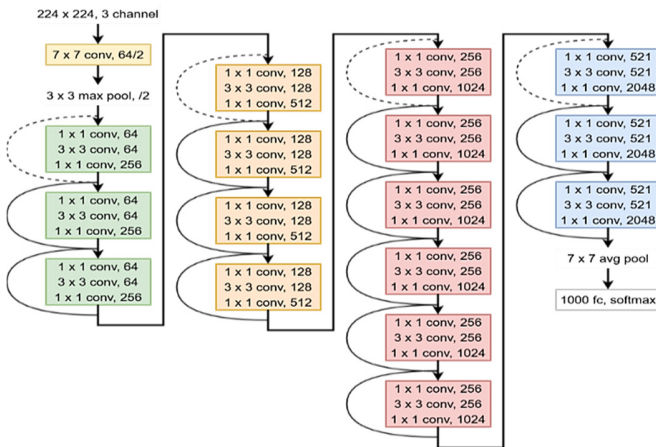 224 x 224, 3 channel
7 x 7 conv, 64/2
3 x 3 max pool, /2
1 x 1 conv, 64
3 x 3 conv, 64
1 x 1 conv, 256
1 x 1 conv, 64
3 x 3 conv, 64
1 x 1 conv, 256
1 x 1 conv, 64
3 x 3 conv, 64
1 x 1 conv, 256
1 x 1 conv, 128
3 x 3 conv, 128
1 x 1 conv, 512
1 x 1 conv, 128
3 x 3 conv, 128
1 x 1 conv, 512
1 x 1 conv, 128
3 x 3 conv, 128
1 x 1 conv, 512
1 x 1 conv, 128
3 x 3 conv, 128
1 x 1 conv, 512
1 x 1 conv, 256
3 x 3 conv, 256
1 x 1 conv, 1024
1 x 1 conv, 256
3 x 3 conv, 256
1 x 1 conv, 1024
1 x 1 conv, 256
3 x 3 conv, 256
1 x 1 conv, 1024
1 x 1 conv, 256
3 x 3 conv, 256
1 x 1 conv, 1024
1 x 1 conv, 256
3 x 3 conv, 256
1 x 1 conv, 1024
1 x 1 conv, 256
3 x 3 conv, 256
1 x 1 conv, 1024
1 x 1 conv, 521
3 x 3 conv, 521
1 x 1 conv, 2048
1 x 1 conv, 521
3 x 3 conv, 521
1 x 1 conv, 2048
1 x 1 conv, 521
3 x 3 conv, 521
1 x 1 conv, 2048
7 x 7 avg pool
1000 fc, softmax